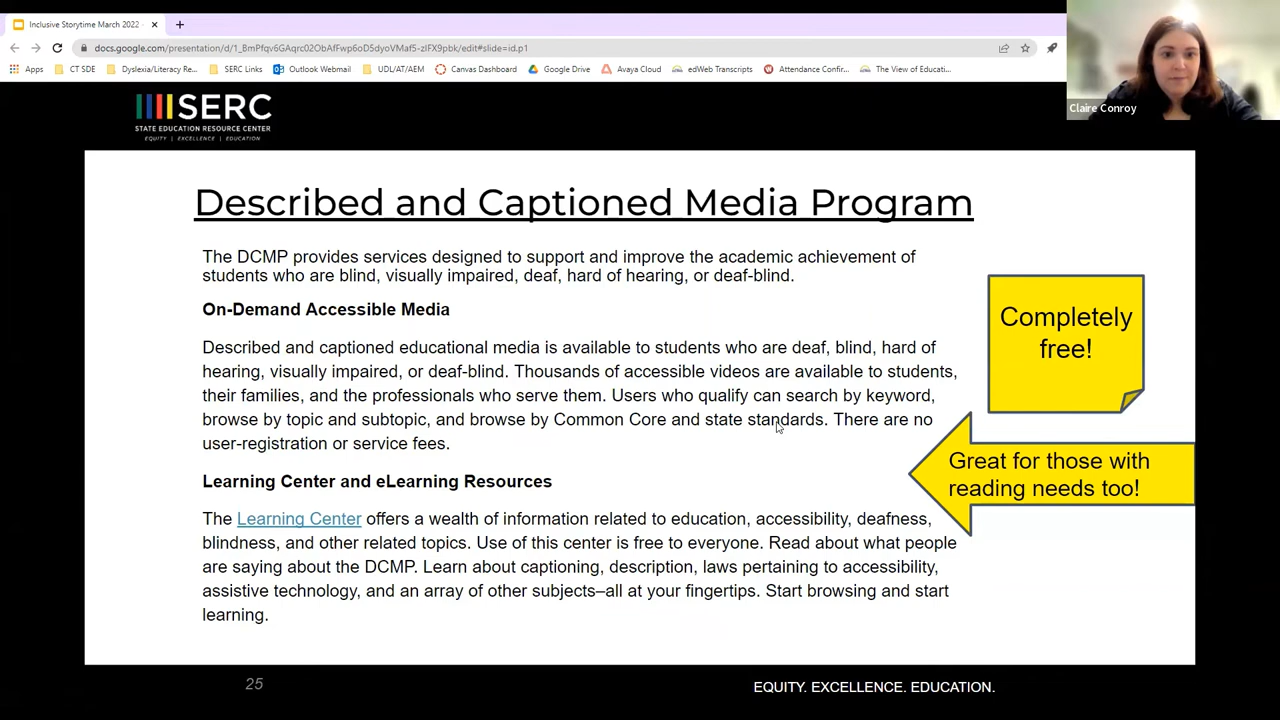 Inclusive Storytime March 2022
docs.google.com/presentation/d/1_BmPfqv6GAqrc02ObAfFwp6oD5dyoVMaf5-zIFX9pbk/edit#slide=id.p1
Apps CT SDE Dyslexia/Literacy Re... SERC Links Outlook Webmail UDL/AT/AEM Canvas Dashboard Google Drive Avaya Cloud edWeb Transcripts Attendance Confir... The View of Educati...
Claire Conroy
SERC
STATE EDUCATION RESOURCE CENTER
EQUITY | EXCELLENCE | EDUCATION
Described and Captioned Media Program
The DCMP provides services designed to support and improve the academic achievement of
students who are blind, visually impaired, deaf, hard of hearing, or deaf-blind.
On-Demand Accessible Media
Described and captioned educational media is available to students who are deaf, blind, hard of
hearing, visually impaired, or deaf-blind. Thousands of accessible videos are available to students,
their families, and the professionals who serve them. Users who qualify can search by keyword,
browse by topic and subtopic, and browse by Common Core and state standards. There are no
user-registration or service fees.
Completely
free!
Great for those with
reading needs too!
Learning Center and eLearning Resources
The Learning Center offers a wealth of information related to education, accessibility, deafness,
blindness, and other related topics. Use of this center is free to everyone. Read about what people
are saying about the DCMP. Learn about captioning, description, laws pertaining to accessibility,
assistive technology, and an array of other subjects–all at your fingertips. Start browsing and start
learning.
25
EQUITY. EXCELLENCE. EDUCATION.